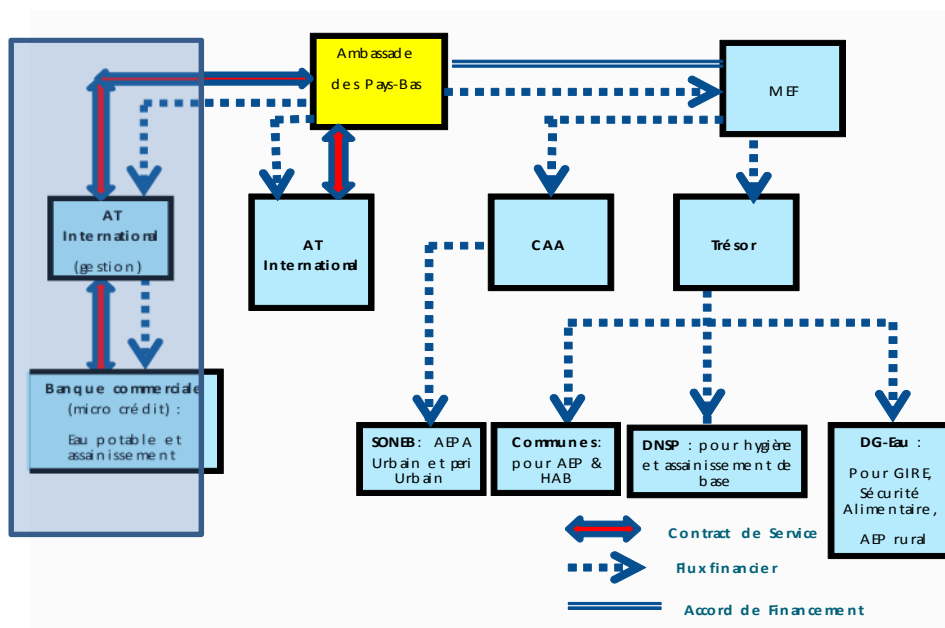 Ambassade
des Pays-Bas
MEF
AT
International
(gestion)
AT
International
CAA
Trésor
Banque commerciale
(micro crédit) :
Eau potable et
assainissement
SONEB: AEPA
Urbain et peri
Urbain
Communes:
pour AEP &
HAB
DNSP : pour hygiène
et assainissement de
base
DG-Eau :
Pour GIRE,
Sécurité
Alimentaire,
AEP rural
Contract de Service
Flux financier
Accord de Financement